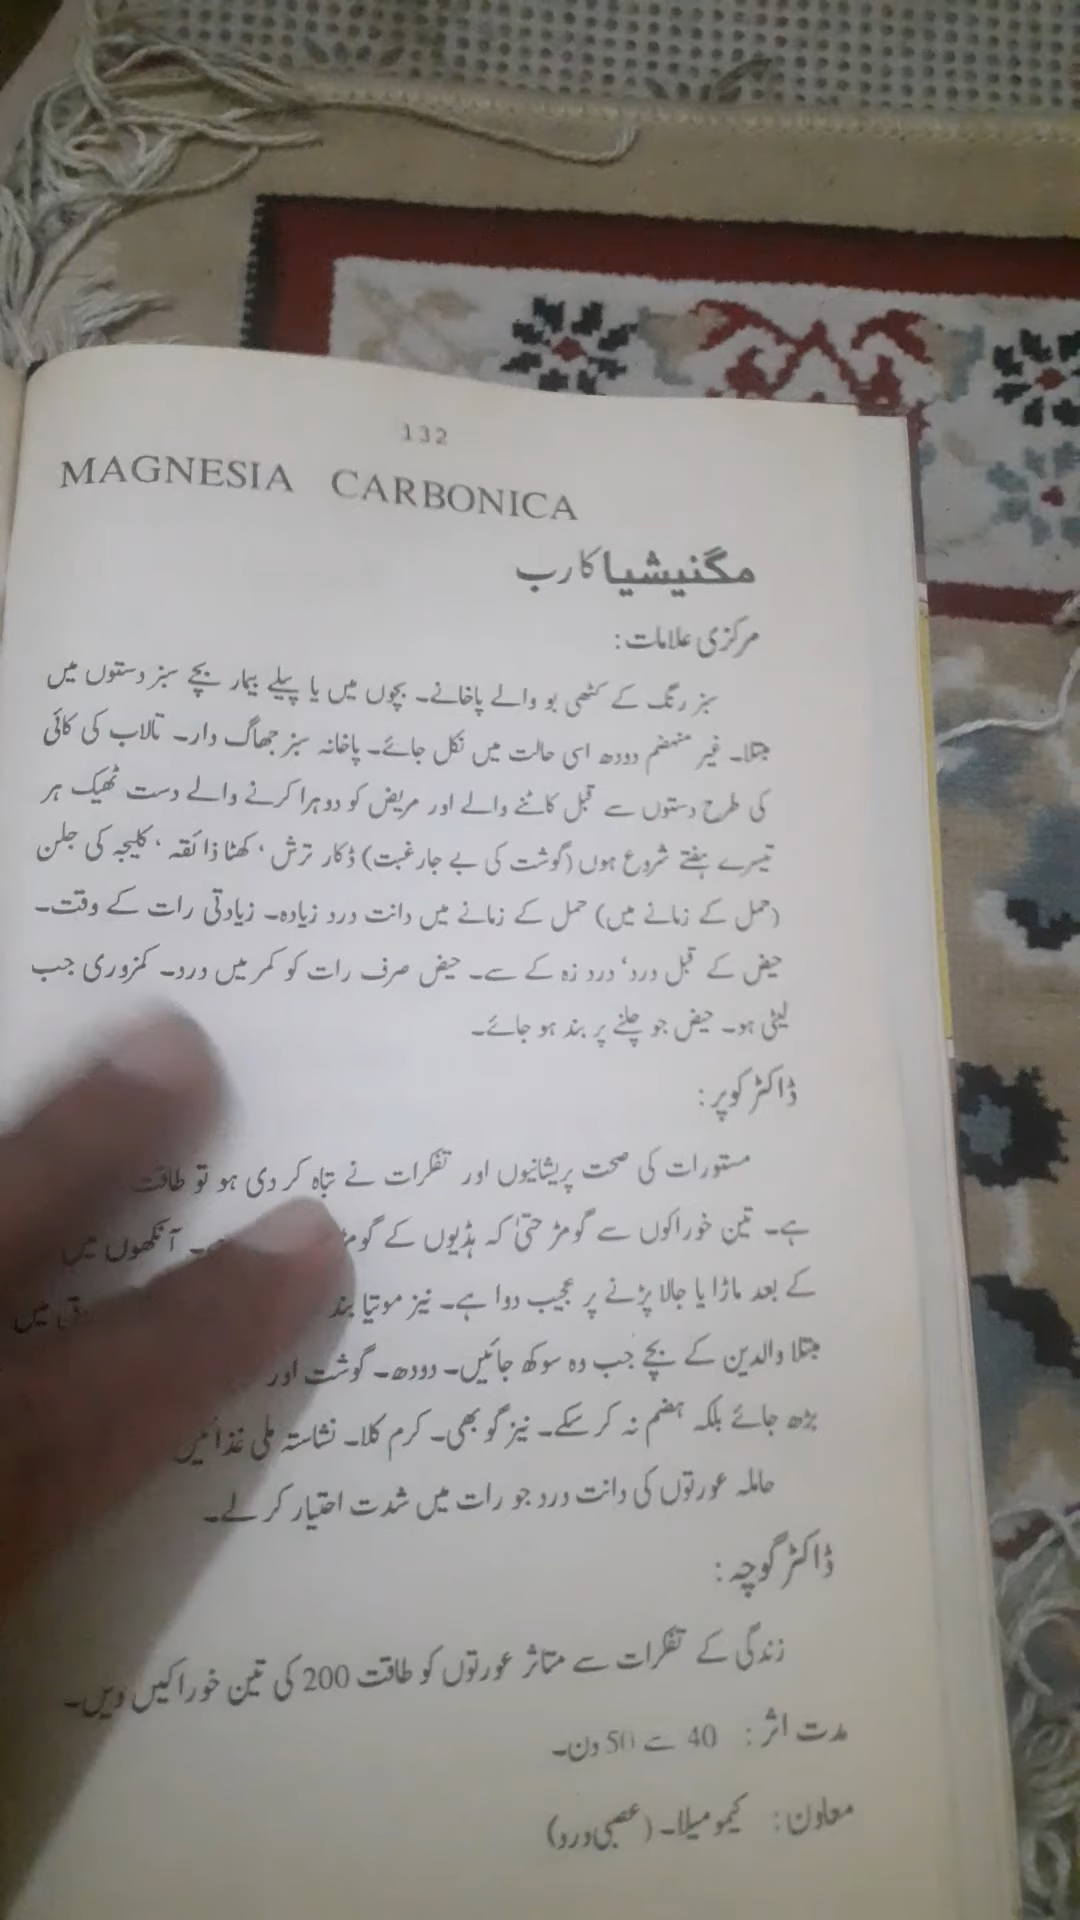 132
MAGNESIA CARBONICA
مگنیشیا کارب
مرکزی علامات:
سبز رنگ کے کٹھی بو والے پاخانے۔ بچوں میں یا پیلے بیمار بچے سبز دستوں میں
مبتلا۔ غیر منہضم دودھ اسی حالت میں نکل جائے۔ پاخانہ سبز جھاگ دار۔ تالاب کی کائی
کی طرح دستوں سے قبل کاٹنے والے اور مریض کو دوہرا کرنے والے دست ٹھیک ہر
تیسرے ہفتے شروع ہوں (گوشت کی بے جا رغبت) ڈکار ترش، کھٹا ذائقہ، کلیجہ کی جلن
(حمل کے زمانے میں) حمل کے زمانے میں دانت درد زیادہ۔ زیادتی رات کے وقت۔
حیض کے قبل درد، درد زہ کے سے۔ حیض صرف رات کو کمر میں درد۔ کمزوری جب
لیٹی ہو۔ حیض جو چلنے پر بند ہو جائے۔
ڈاکٹر کوپر:
مستورات کی صحت پریشانیوں اور تفکرات نے تباہ کر دی ہو تو طاقت
ہے۔ تین خوراکوں سے گومڑ حتیٰ کہ ہڈیوں کے گومڑ آنکھوں میں
کے بعد ماڑا یا جالا پڑنے پر عجیب دوا ہے۔ نیز موتیا بند میں
مبتلا والدین کے بچے جب وہ سوکھ جائیں۔ دودھ۔ گوشت اور
بڑھ جائے بلکہ ہضم نہ کر سکے۔ نیز گوبھی۔ کرم کلا۔ نشاستہ ملی غذائیں
حاملہ عورتوں کی دانت درد جو رات میں شدت اختیار کر لے۔
ڈاکٹر گوچہ:
زندگی کے تفکرات سے متاثر عورتوں کو طاقت 200 کی تین خوراکیں دیں۔
مدت اثر: 40 سے 50 دن۔
معاون: کیمومیلا۔ (عصبی درد)